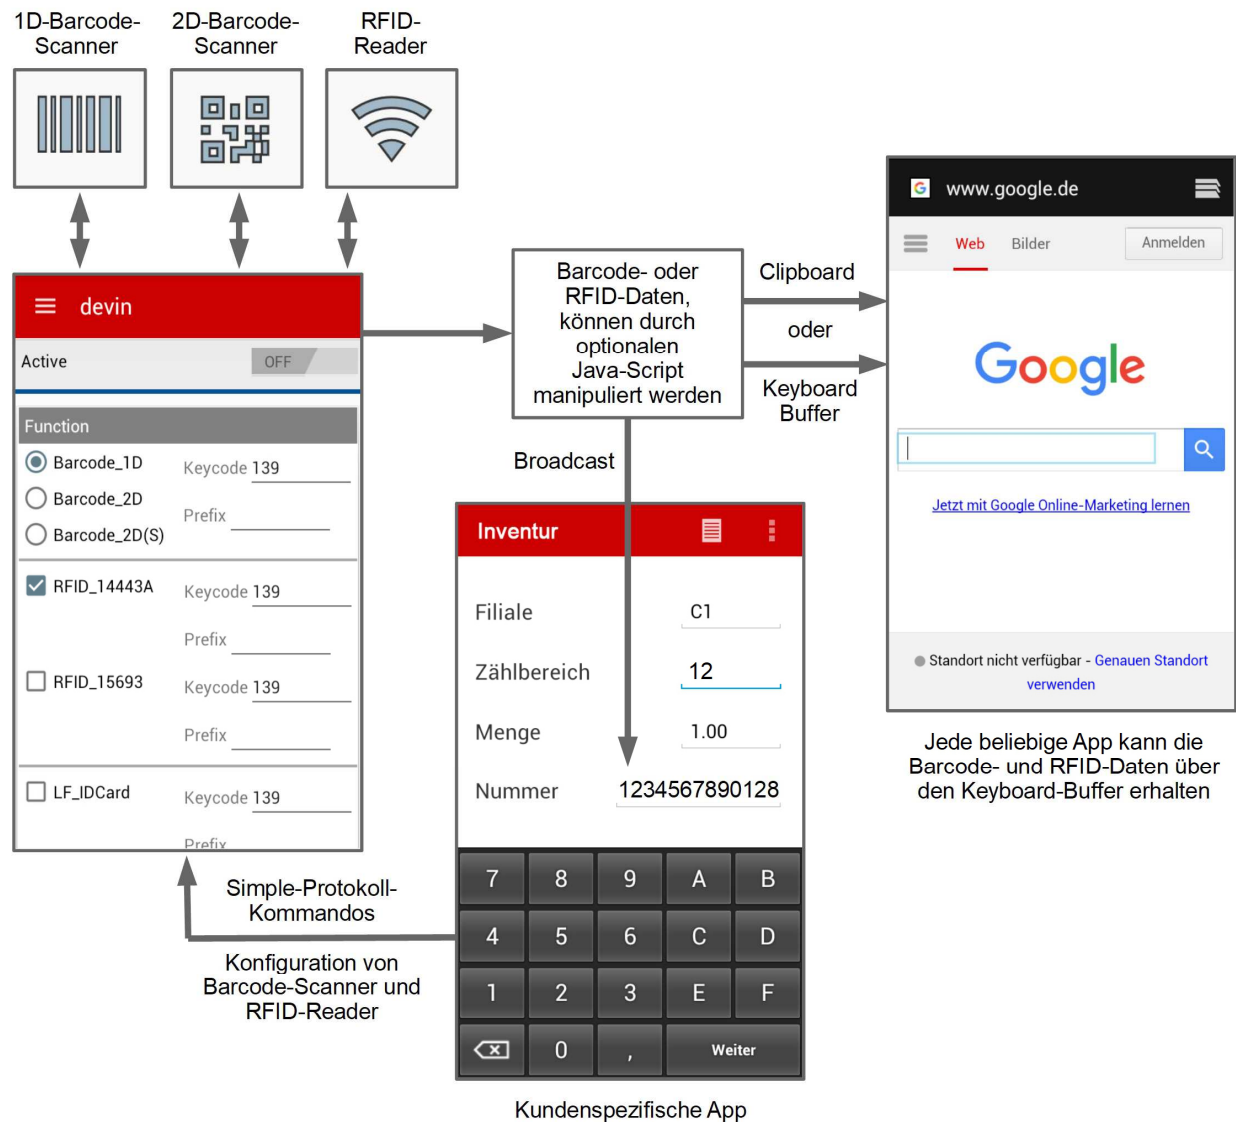 1D-Barcode-
Scanner
2D-Barcode-
Scanner
RFID-
Reader
devin
Active
OFF
Function
Barcode_1D
Keycode 139
Barcode_2D
Prefix
Barcode_2D(S)
RFID_14443A
Keycode 139
Prefix
RFID_15693
Keycode 139
Prefix
LF_IDCard
Keycode 139
Prefix
Barcode- oder
RFID-Daten,
können durch
optionalen
Java-Script
manipuliert werden
Clipboard
oder
Keyboard
Buffer
Broadcast
G www.google.de
Web
Bilder
Anmelden
Google
Jetzt mit Google Online-Marketing lernen
Standort nicht verfügbar - Genauen Standort
verwenden
Jede beliebige App kann die
Barcode- und RFID-Daten über
den Keyboard-Buffer erhalten
Inventur
Filiale
C1
Zählbereich
12
Menge
1.00
Nummer
1234567890128
7 8 9 A B
4 5 6 C D
1 2 3 E F
0 , Weiter
Simple-Protokoll-
Kommandos
Konfiguration von
Barcode-Scanner und
RFID-Reader
Kundenspezifische App